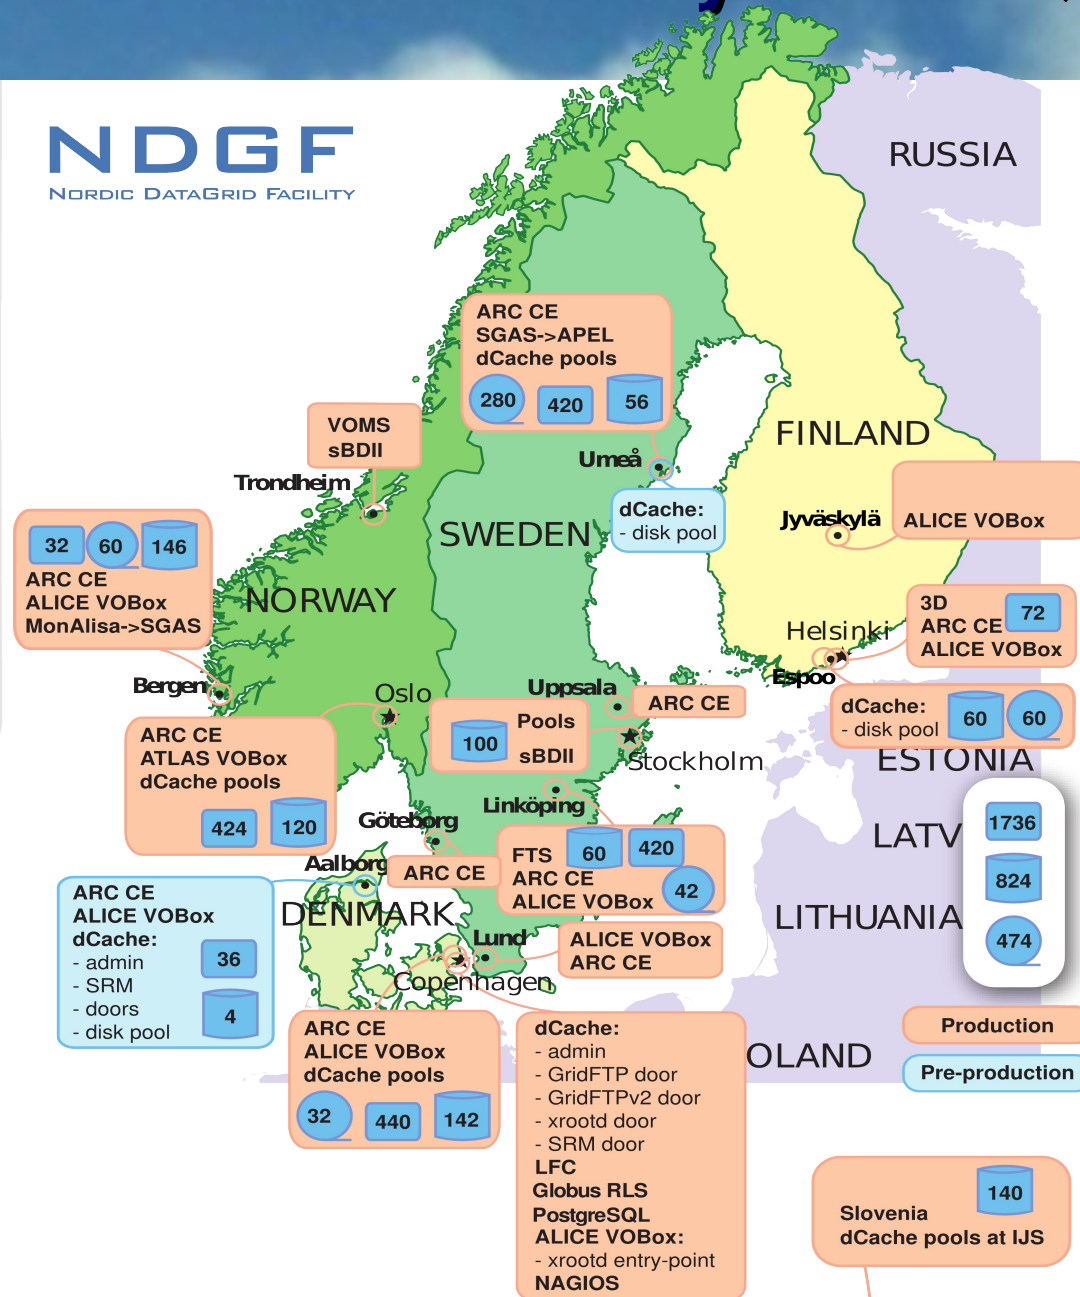 NDGF
NORDIC DATAGRID FACILITY
RUSSIA
ARC CE
SGAS->APEL
dCache pools
280 420 56
VOMS
sBDII
FINLAND
Umeå
Trondheim
dCache:
- disk pool
SWEDEN
Jyväskylä
ALICE VOBox
32 60 146
ARC CE
ALICE VOBox
MonAlisa->SGAS
NORWAY
3D
ARC CE 72
ALICE VOBox
Helsinki
Espoo
Bergen
Oslo
Uppsala
ARC CE
dCache:
- disk pool
60 60
ARC CE
ATLAS VOBox
dCache pools
424 120
100
Pools
sBDII
Stockholm
ESTONIA
Linköping
Göteborg
FTS 60 420
ARC CE
ALICE VOBox
42
LATV
1736
824
474
Aalborg
ARC CE
ARC CE
ALICE VOBox
dCache:
- admin
- SRM
- doors
- disk pool
36
4
DENMARK
LITHUANIA
Lund
ALICE VOBox
ARC CE
Copenhagen
Production
Pre-production
OLAND
ARC CE
ALICE VOBox
dCache pools
32 440 142
dCache:
- admin
- GridFTP door
- GridFTPv2 door
- xrootd door
- SRM door
LFC
Globus RLS
PostgreSQL
ALICE VOBox:
- xrootd entry-point
NAGIOS
140
Slovenia
dCache pools at IJS